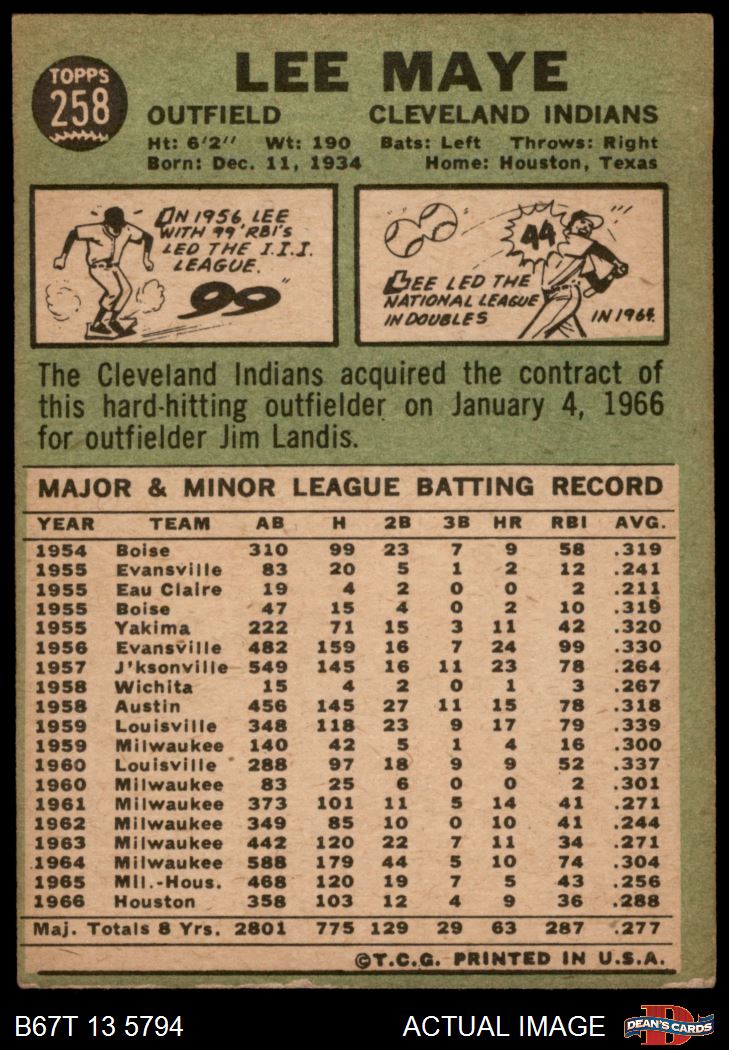 TOPPS
258
LEE MAYE
OUTFIELD CLEVELAND INDIANS
Ht: 6'2" Wt: 190 Bats: Left Throws: Right
Born: Dec. 11, 1934 Home: Houston, Texas
IN 1956, LEE
WITH 99 "RBI's
LED THE I.I.I.
LEAGUE.
99"
44
LEE LED THE
NATIONAL LEAGUE
IN DOUBLES IN 1964.
The Cleveland Indians acquired the contract of
this hard-hitting outfielder on January 4, 1966
for outfielder Jim Landis.
MAJOR & MINOR LEAGUE BATTING RECORD
YEAR TEAM AB H 2B 3B HR RBI AVG.
1954 Boise 310 99 23 7 9 58 .319
1955 Evansville 83 20 5 1 2 12 .241
1955 Eau Claire 19 4 2 0 0 2 .211
1955 Boise 47 15 4 0 2 10 .319
1955 Yakima 222 71 15 3 11 42 .320
1956 Evansville 482 159 16 7 24 99 .330
1957 J'ksonville 549 145 16 11 23 78 .264
1958 Wichita 15 4 2 0 1 3 .267
1958 Austin 456 145 27 11 15 78 .318
1959 Louisville 348 118 23 9 17 79 .339
1959 Milwaukee 140 42 5 1 4 16 .300
1960 Louisville 288 97 18 9 9 52 .337
1960 Milwaukee 83 25 6 0 0 2 .301
1961 Milwaukee 373 101 11 5 14 41 .271
1962 Milwaukee 349 85 10 0 10 41 .244
1963 Milwaukee 442 120 22 7 11 34 .271
1964 Milwaukee 588 179 44 5 10 74 .304
1965 Mil.-Hous. 468 120 19 7 5 43 .256
1966 Houston 358 103 12 4 9 36 .288
Maj. Totals 8 Yrs. 2801 775 129 29 63 287 .277
©T.C.G. PRINTED IN U.S.A.
B67T 13 5794 ACTUAL IMAGE
D
DEAN'S CARDS